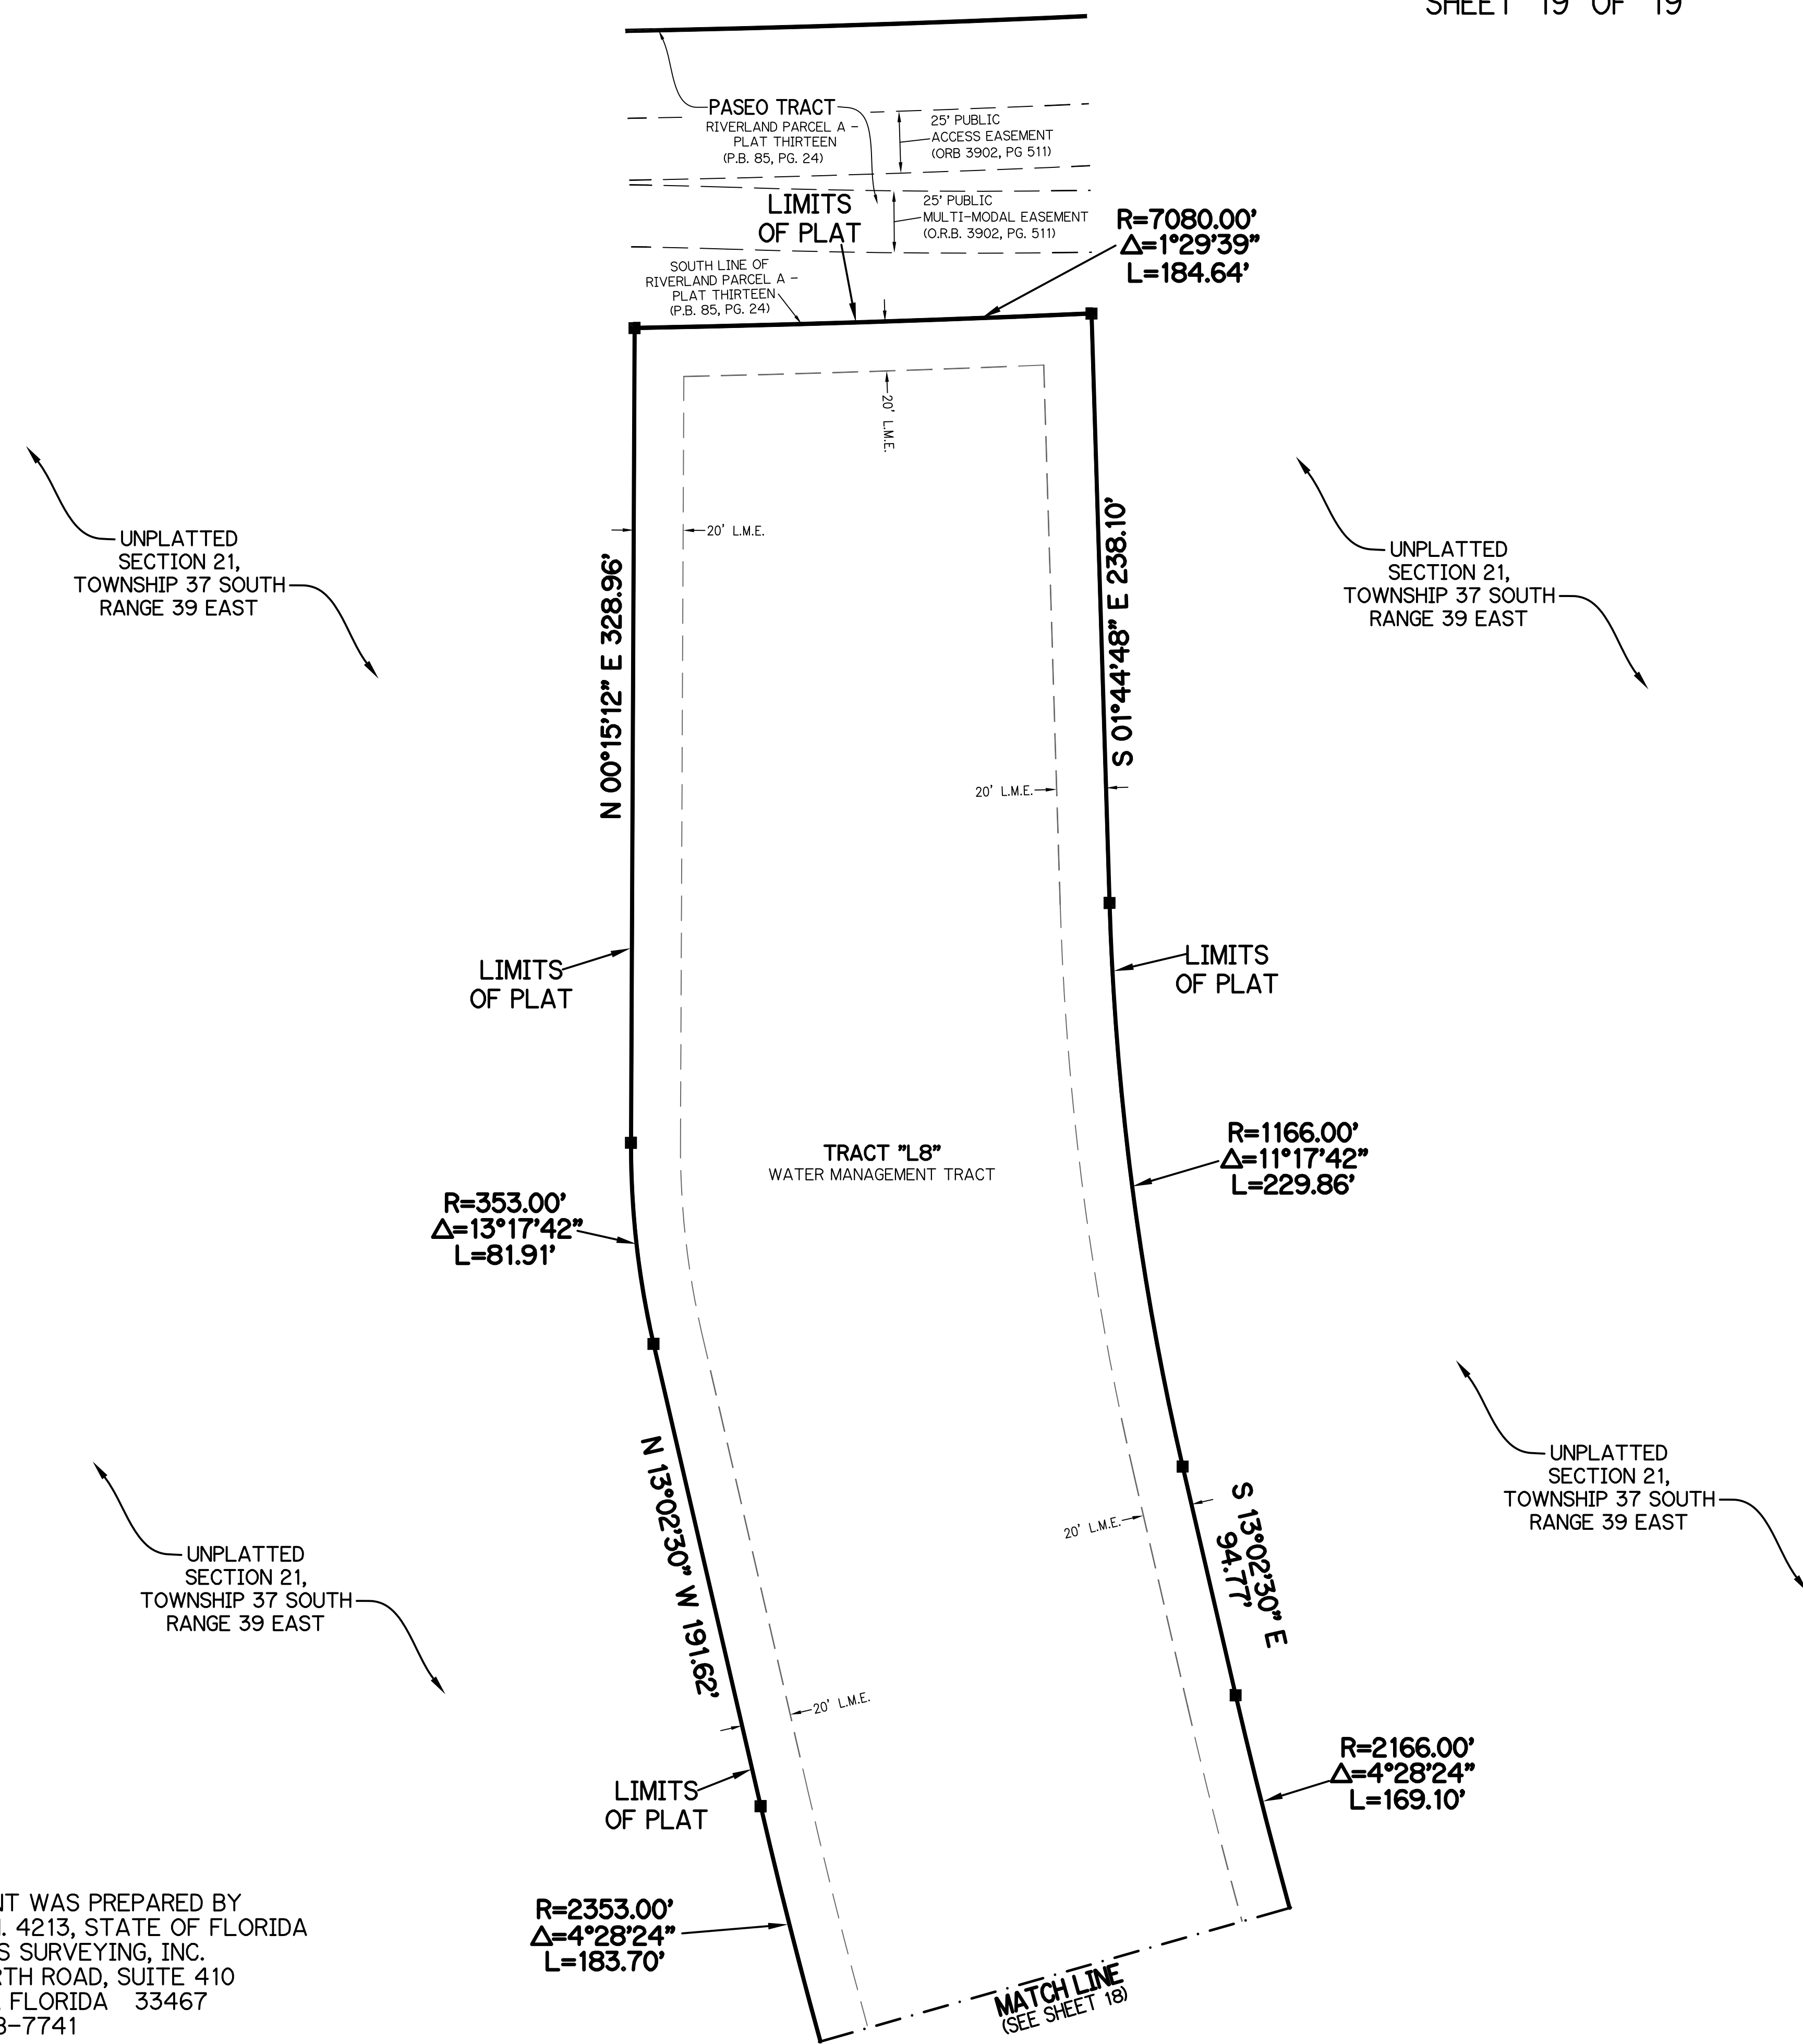 SHEET 19 OF 19
PASEO TRACT
RIVERLAND PARCEL A -
PLAT THIRTEEN
(P.B. 85, PG. 24)
25' PUBLIC
ACCESS EASEMENT
(ORB 3902, PG 511)
25' PUBLIC
MULTI-MODAL EASEMENT
(O.R.B. 3902, PG. 511)
LIMITS
OF PLAT
R=7080.00'
Δ=1°29'39"
L=184.64'
SOUTH LINE OF
RIVERLAND PARCEL A -
PLAT THIRTEEN
(P.B. 85, PG. 24)
20' L.M.E.
20' L.M.E.
N 00°15'12" E 328.96'
S 01°44'48" E 238.10'
UNPLATTED
SECTION 21,
TOWNSHIP 37 SOUTH
RANGE 39 EAST
UNPLATTED
SECTION 21,
TOWNSHIP 37 SOUTH
RANGE 39 EAST
20' L.M.E.
LIMITS
OF PLAT
LIMITS
OF PLAT
TRACT "L8"
WATER MANAGEMENT TRACT
R=1166.00'
Δ=11°17'42"
L=229.86'
R=353.00'
Δ=13°17'42"
L=81.91'
N 13°02'30" W 191.62'
S 13°02'30" E
94.77'
20' L.M.E.
UNPLATTED
SECTION 21,
TOWNSHIP 37 SOUTH
RANGE 39 EAST
UNPLATTED
SECTION 21,
TOWNSHIP 37 SOUTH
RANGE 39 EAST
20' L.M.E.
LIMITS
OF PLAT
R=2166.00'
Δ=4°28'24"
L=169.10'
R=2353.00'
Δ=4°28'24"
L=183.70'
MATCH LINE
(SEE SHEET 18)
NT WAS PREPARED BY
4213, STATE OF FLORIDA
S SURVEYING, INC.
RTH ROAD, SUITE 410
FLORIDA 33467
-7741